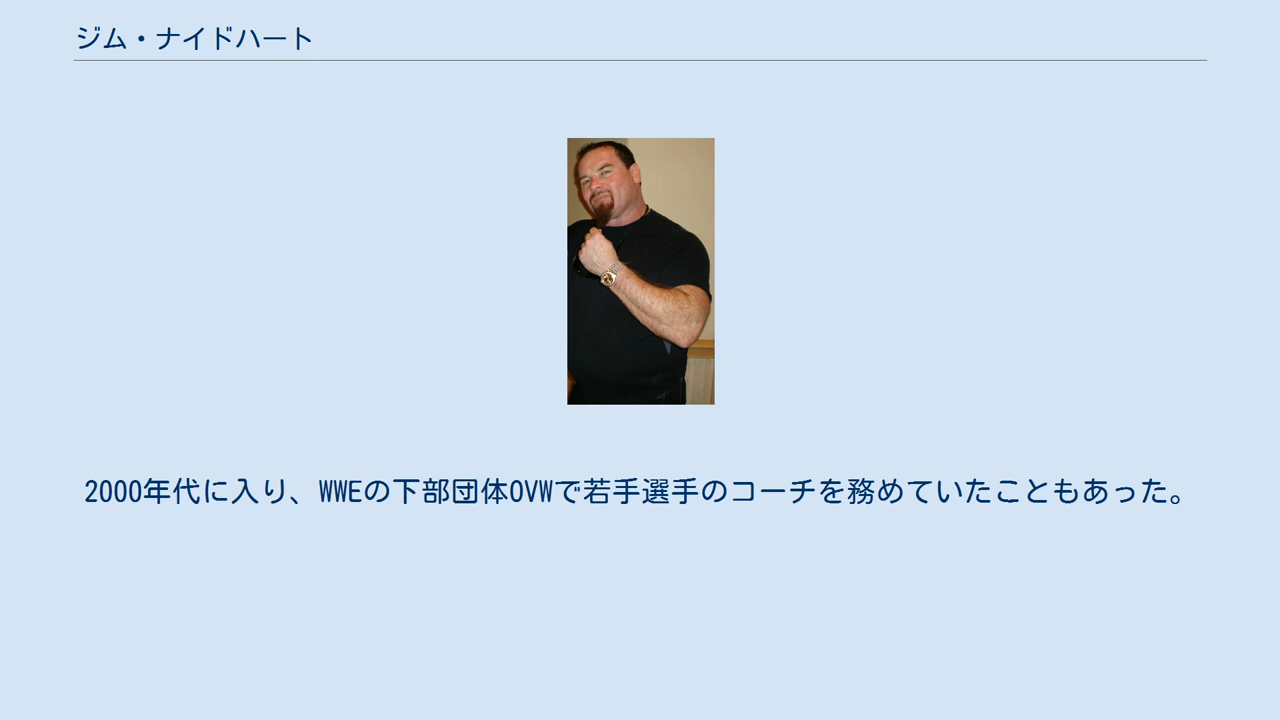 ジム・ナイドハート
2000年代に入り、WWEの下部団体OVWで若手選手のコーチを務めていたこともあった。